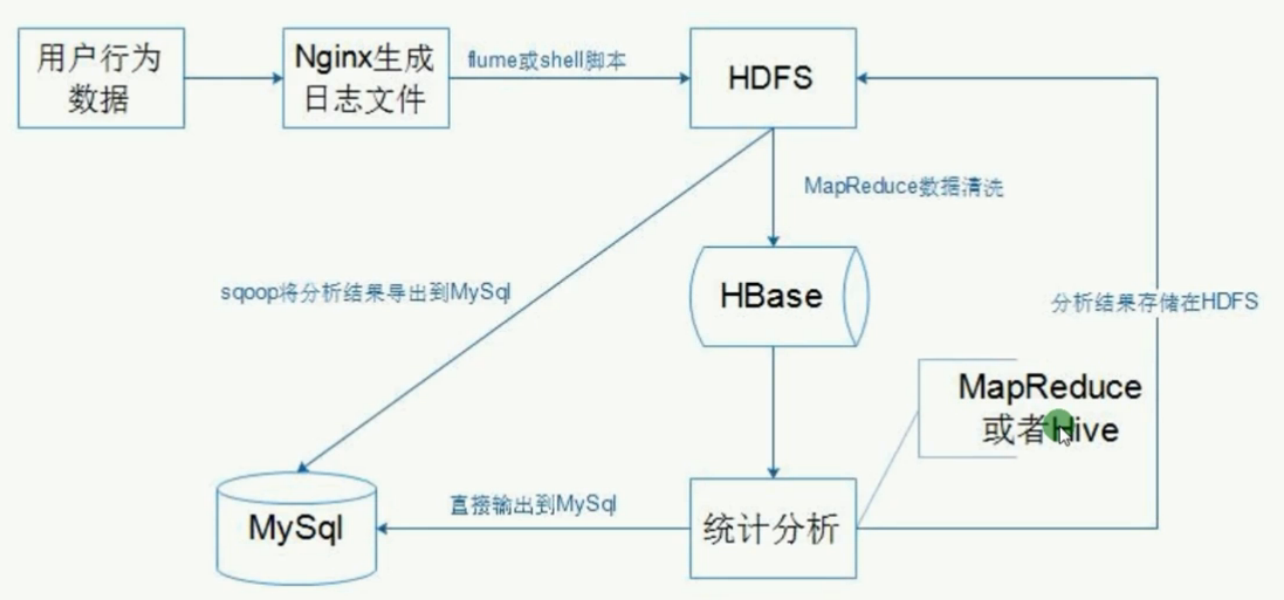 用户行为
数据
Nginx生成
日志文件
flume或shell脚本
HDFS
MapReduce数据清洗
sqoop将分析结果导出到MySql
HBase
分析结果存储在HDFS
MapReduce
或者Hive
MySql
直接输出到MySql
统计分析